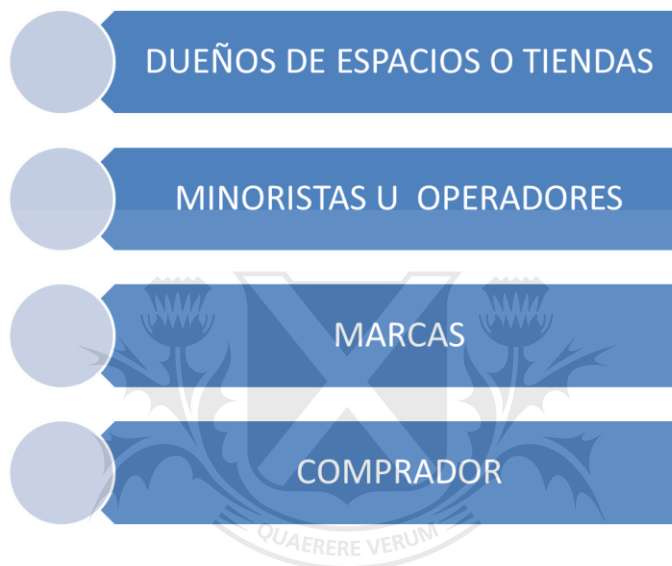 DUEÑOS DE ESPACIOS O TIENDAS
MINORISTAS U OPERADORES
MARCAS
COMPRADOR
QUAERERE VERUM